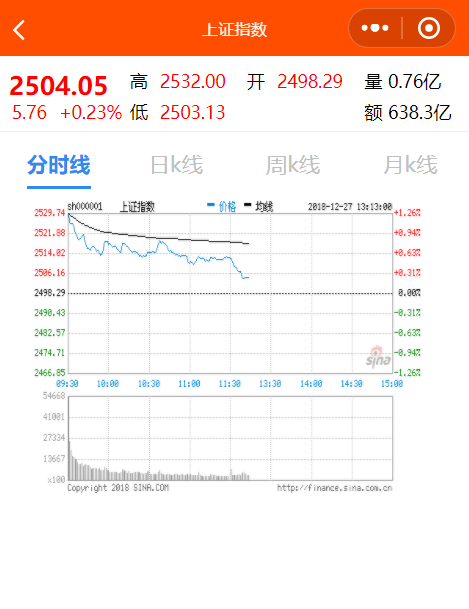 上证指数
2504.05 高 2532.00 开 2498.29 量 0.76亿
5.76 +0.23% 低 2503.13 额 638.3亿
分时线 日k线 周k线 月k线
sh000001 上证指数 价格 均线 2018-12-27 13:13:00
2529.74 +1.26%
2521.88 +0.94%
2514.02 +0.63%
2506.16 +0.31%
2498.29 0.00%
2490.43 -0.31%
2482.57 -0.63%
2474.71 -0.94%
sina
2466.85 -1.26%
09:30 10:00 10:30 11:00 11:30 13:30 14:00 14:30 15:00
54668
41001
27334
13667
x100
Copyright 2018 SINA.COM http://finance.sina.com.cn